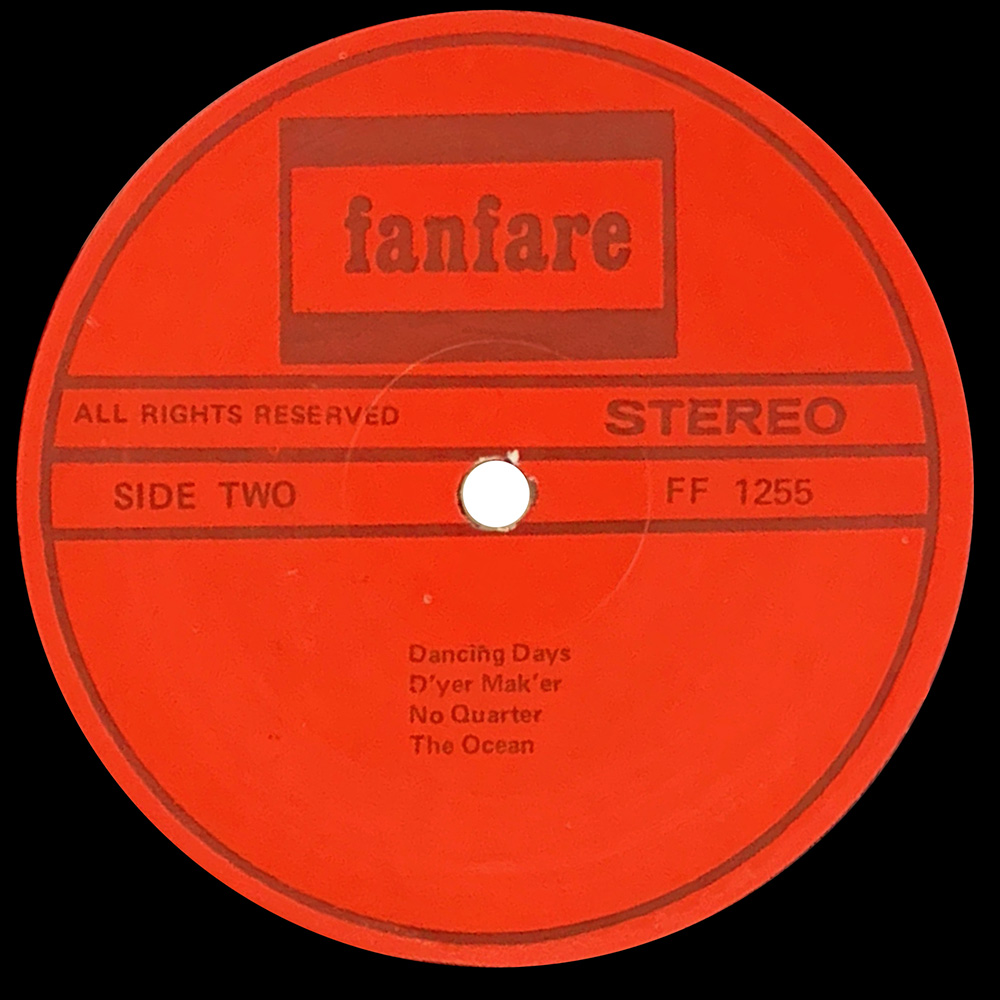 fanfare
ALL RIGHTS RESERVED
STEREO
SIDE TWO
FF 1255
Dancing Days
D'yer Mak'er
No Quarter
The Ocean